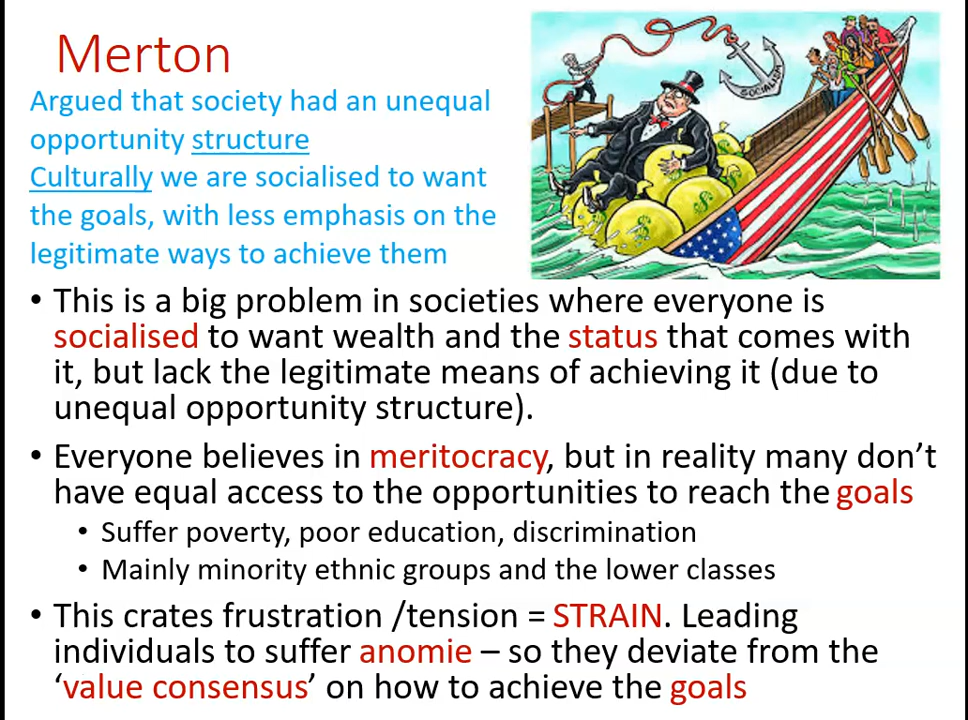 Merton
Argued that society had an unequal
opportunity structure
Culturally we are socialised to want
the goals, with less emphasis on the
legitimate ways to achieve them
SOCIALISM
$
$
$
• This is a big problem in societies where everyone is
socialised to want wealth and the status that comes with
it, but lack the legitimate means of achieving it (due to
unequal opportunity structure).
• Everyone believes in meritocracy, but in reality many don’t
have equal access to the opportunities to reach the goals
• Suffer poverty, poor education, discrimination
• Mainly minority ethnic groups and the lower classes
• This crates frustration /tension = STRAIN. Leading
individuals to suffer anomie – so they deviate from the
‘value consensus’ on how to achieve the goals